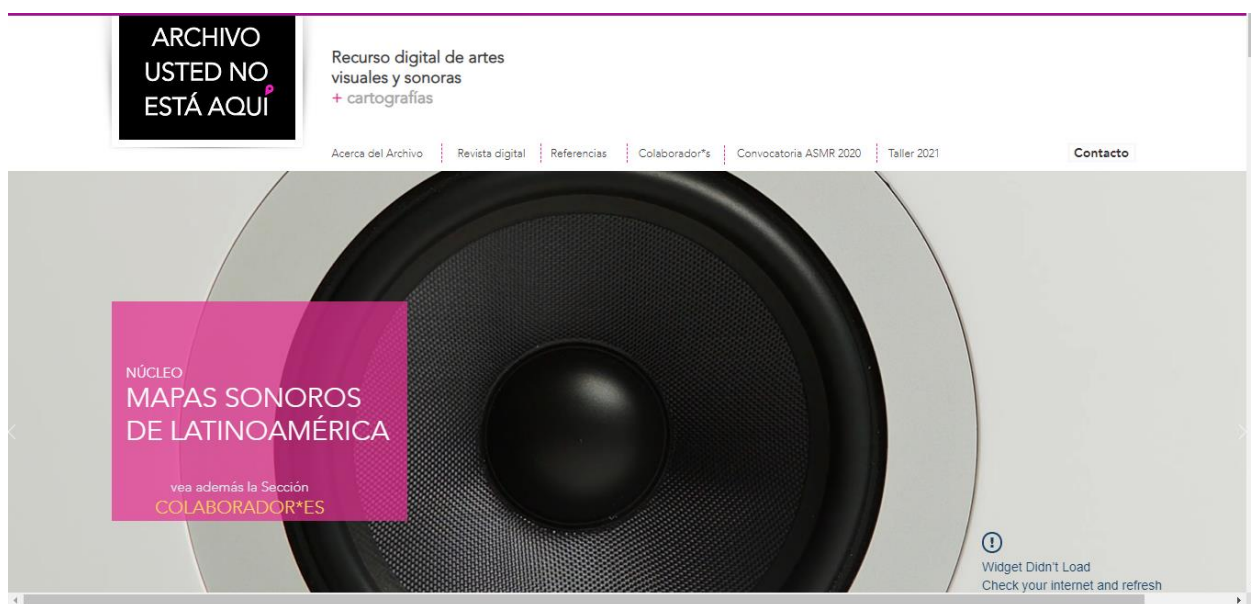 ARCHIVO
USTED NO
ESTÁ AQUÍ
Recurso digital de artes
visuales y sonoras
+ cartografías
Acerca del Archivo
Revista digital
Referencias
Colaborador*s
Convocatoria ASMR 2020
Taller 2021
Contacto
NÚCLEO
MAPAS SONOROS
DE LATINOAMÉRICA
vea además la Sección
COLABORADOR*ES
Widget Didn't Load
Check your internet and refresh